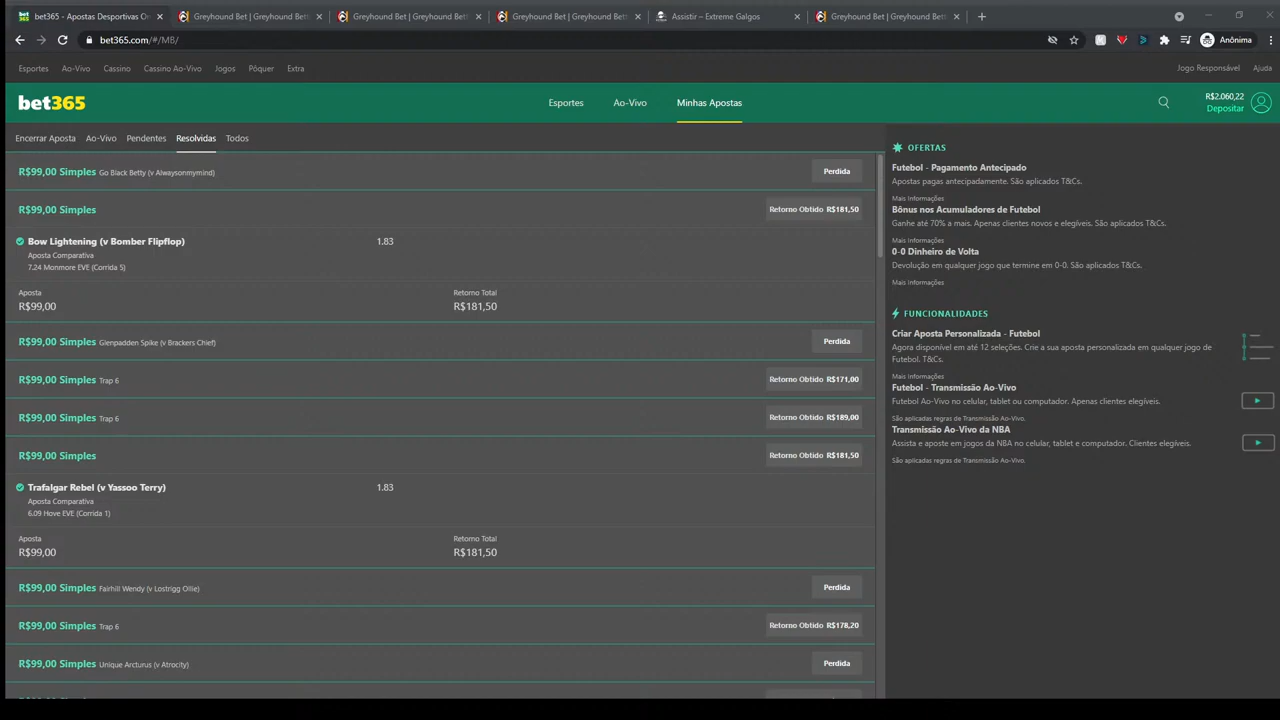 bet365 - Apostas Desportivas On
Greyhound Bet | Greyhound Bett
Greyhound Bet | Greyhound Bett
Greyhound Bet | Greyhound Bett
Assistir – Extreme Galgos
Greyhound Bet | Greyhound Bett
bet365.com/#/MB/
Anônima
Esportes Ao-Vivo Cassino Cassino Ao-Vivo Jogos Pôquer Extra
Jogo Responsável Ajuda
bet365
Esportes Ao-Vivo Minhas Apostas
R$2.060,22
Depositar
Encerrar Aposta Ao-Vivo Pendentes Resolvidas Todos
R$99,00 Simples Go Black Betty (v Alwaysonmymind) Perdida
R$99,00 Simples Retorno Obtido R$181,50
Bow Lightening (v Bomber Flipflop) 1.83
Aposta Comparativa
7.24 Monmore EVE (Corrida 5)
Aposta Retorno Total
R$99,00 R$181,50
R$99,00 Simples Glenpadden Spike (v Brackers Chief) Perdida
R$99,00 Simples Trap 6 Retorno Obtido R$171,00
R$99,00 Simples Trap 6 Retorno Obtido R$189,00
R$99,00 Simples Retorno Obtido R$181,50
Trafalgar Rebel (v Yassoo Terry) 1.83
Aposta Comparativa
6.09 Hove EVE (Corrida 1)
Aposta Retorno Total
R$99,00 R$181,50
R$99,00 Simples Fairhill Wendy (v Lostrigg Ollie) Perdida
R$99,00 Simples Trap 6 Retorno Obtido R$178,20
R$99,00 Simples Unique Arcturus (v Atrocity) Perdida
OFERTAS
Futebol - Pagamento Antecipado
Apostas pagas antecipadamente. São aplicados T&Cs.
Mais Informações
Bônus nos Acumuladores de Futebol
Ganhe até 70% a mais. Apenas clientes novos e elegíveis. São aplicados T&Cs.
Mais Informações
0-0 Dinheiro de Volta
Devolução em qualquer jogo que termine em 0-0. São aplicados T&Cs.
Mais Informações
FUNCIONALIDADES
Criar Aposta Personalizada - Futebol
Agora disponível em até 12 seleções. Crie a sua aposta personalizada em qualquer jogo de
Futebol. T&Cs.
Mais Informações
Futebol - Transmissão Ao-Vivo
Futebol Ao-Vivo no celular, tablet ou computador. Apenas clientes elegíveis.
São aplicadas regras de Transmissão Ao-Vivo.
Transmissão Ao-Vivo da NBA
Assista e aposte em jogos da NBA no celular, tablet e computador. Clientes elegíveis.
São aplicadas regras de Transmissão Ao-Vivo.